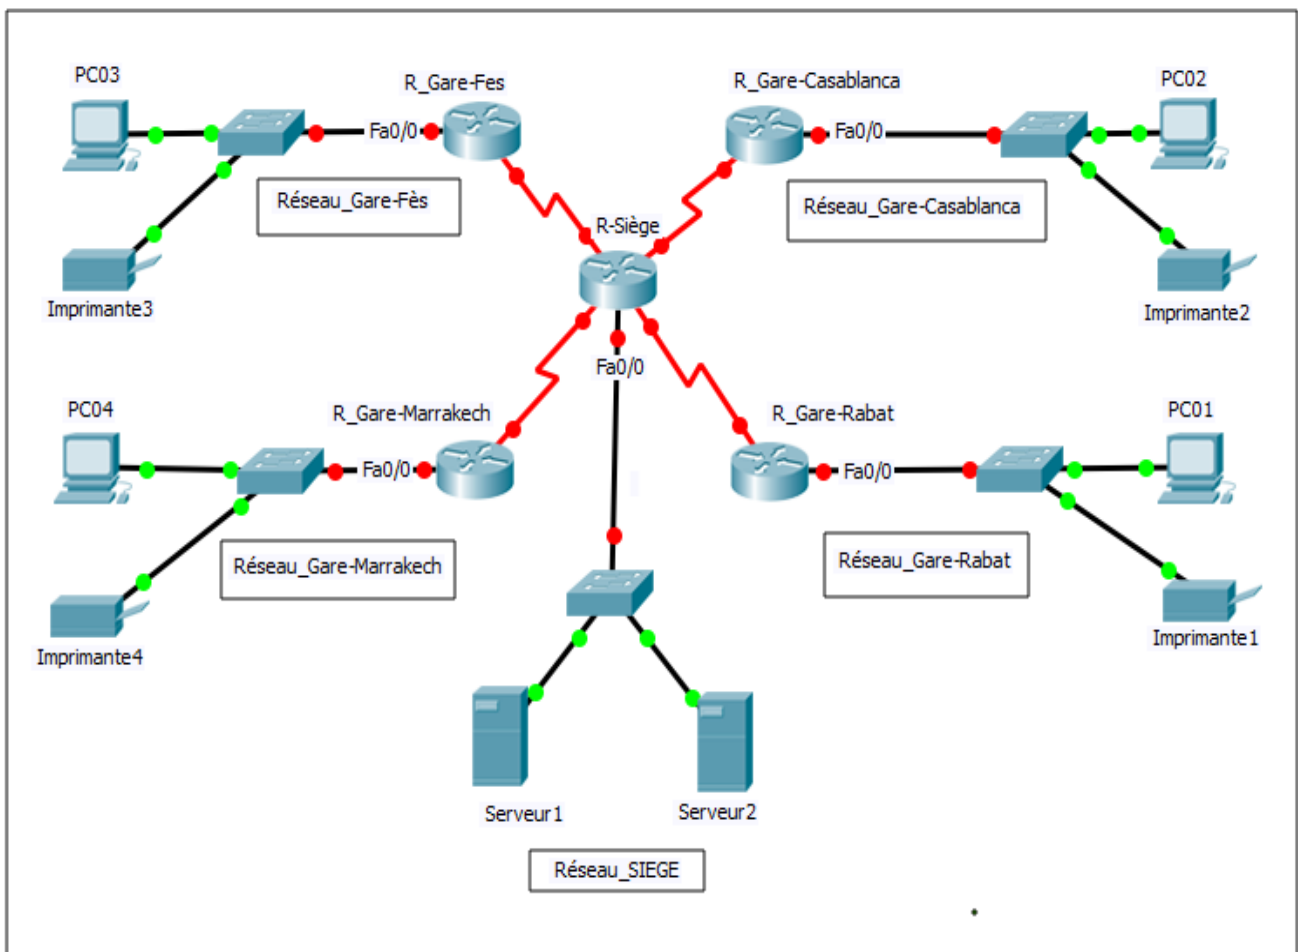 PC03
R_Gare-Fes
R_Gare-Casablanca
PC02
Fa0/0
Fa0/0
Réseau_Gare-Fès
Réseau_Gare-Casablanca
R-Siège
Imprimante3
Imprimante2
Fa0/0
PC04
R_Gare-Marrakech
R_Gare-Rabat
PC01
Fa0/0
Fa0/0
Réseau_Gare-Marrakech
Réseau_Gare-Rabat
Imprimante4
Imprimante1
Serveur1
Serveur2
Réseau_SIEGE